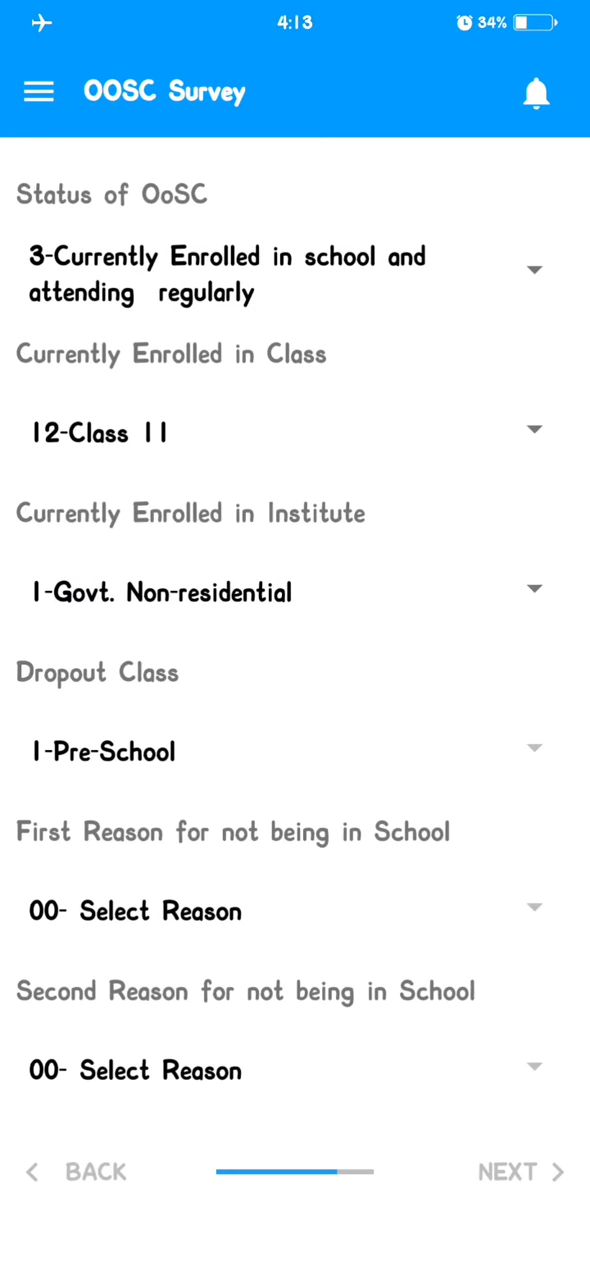 4:13
34%
OOSC Survey
Status of OoSC
3-Currently Enrolled in school and
attending regularly
Currently Enrolled in Class
12-Class 11
Currently Enrolled in Institute
1-Govt. Non-residential
Dropout Class
1-Pre-School
First Reason for not being in School
00- Select Reason
Second Reason for not being in School
00- Select Reason
BACK
NEXT